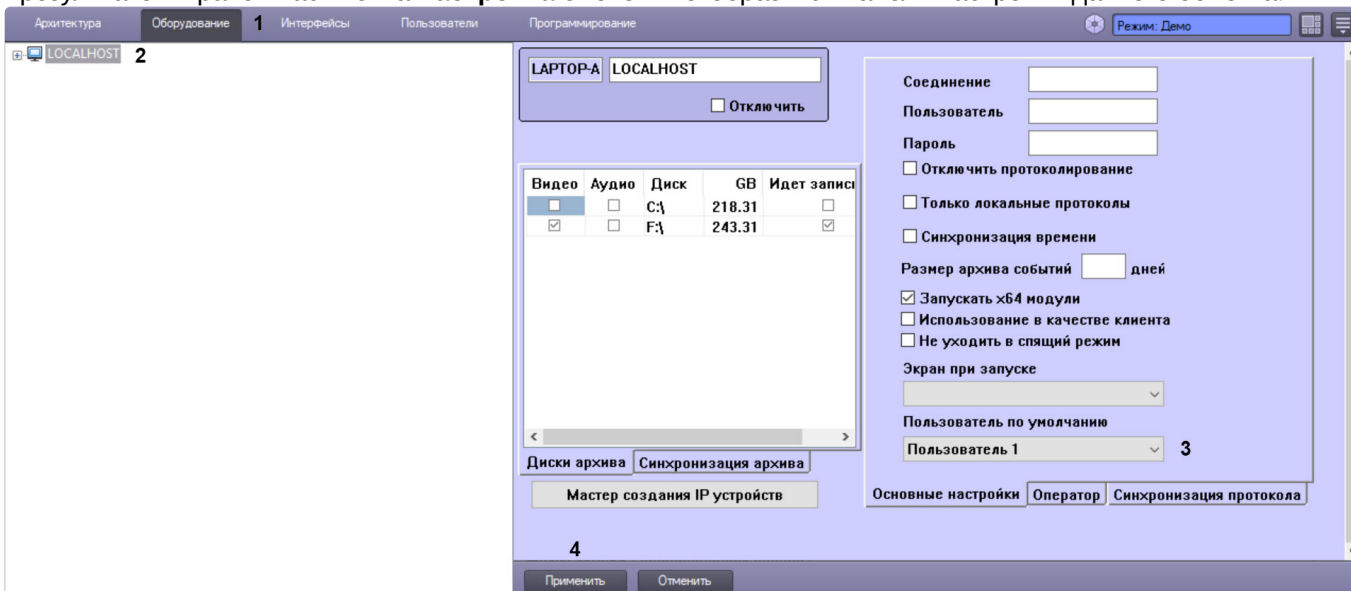 Архитектура Оборудование 1 Интерфейсы Пользователи Программирование Режим: Демо
LOCALHOST 2
LAPTOP-A LOCALHOST
Отключить
Видео Аудио Диск GB Идет запис
C:\ 218.31
F:\ 243.31
Диски архива Синхронизация архива
Мастер создания IP устройств
Соединение
Пользователь
Пароль
Отключить протоколирование
Только локальные протоколы
Синхронизация времени
Размер архива событий дней
Запускать x64 модули
Использование в качестве клиента
Не уходить в спящий режим
Экран при запуске
Пользователь по умолчанию
Пользователь 1 3
Основные настройки Оператор Синхронизация протокола
4
Применить Отменить